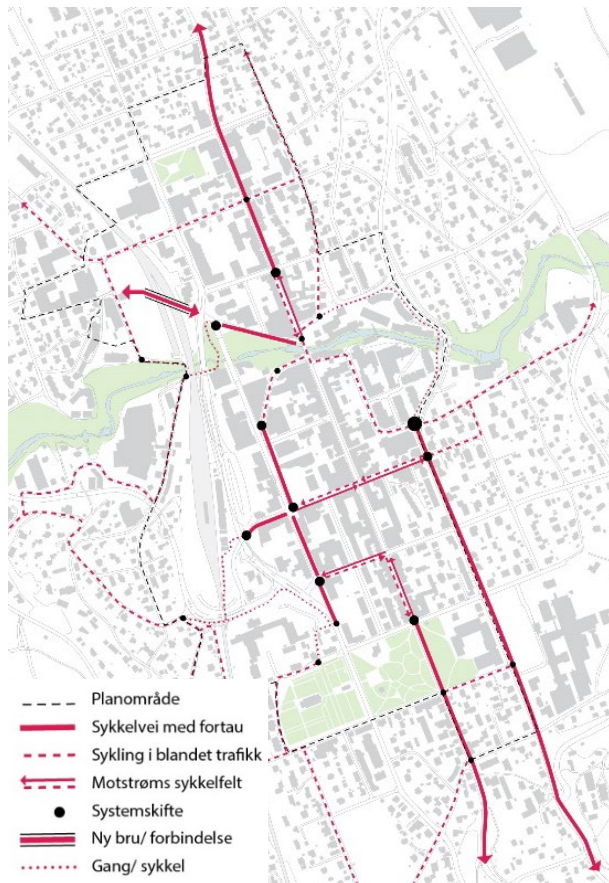 Planområde
Sykkelvei med fortau
Sykling i blandet trafikk
Motstrøms sykkelfelt
Systemskifte
Ny bru/ forbindelse
Gang/ sykkel